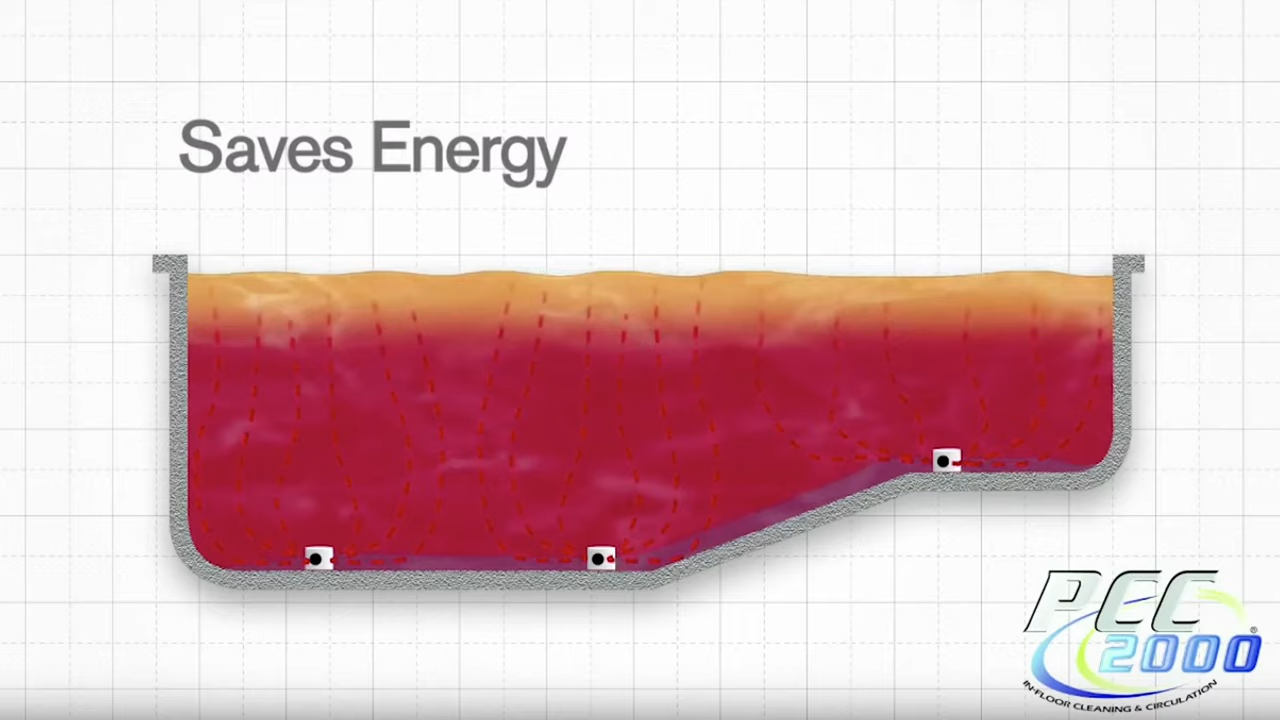 Saves Energy
PCC
2000®
IN-FLOOR CLEANING & CIRCULATION